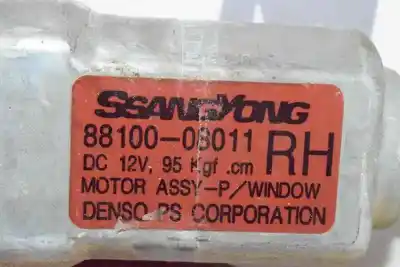 SSANGYONG
88100-08011 RH
DC 12V, 95 Kgf .cm
MOTOR ASSY-P/WINDOW
DENSO PS CORPORATION